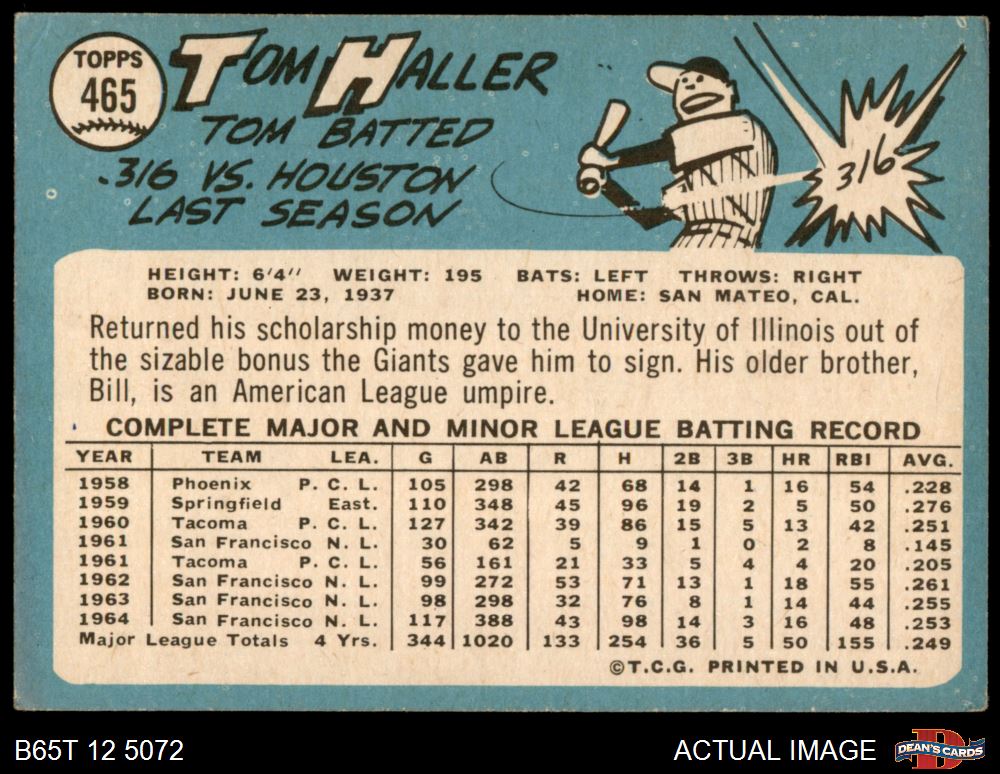 TOPPS
465
TOM HALLER
TOM BATTED
.316 VS. HOUSTON
LAST SEASON
316
HEIGHT: 6'4" WEIGHT: 195 BATS: LEFT THROWS: RIGHT
BORN: JUNE 23, 1937 HOME: SAN MATEO, CAL.
Returned his scholarship money to the University of Illinois out of
the sizable bonus the Giants gave him to sign. His older brother,
Bill, is an American League umpire.
COMPLETE MAJOR AND MINOR LEAGUE BATTING RECORD
YEAR TEAM LEA. G AB R H 2B 3B HR RBI AVG.
1958 Phoenix P. C. L. 105 298 42 68 14 1 16 54 .228
1959 Springfield East. 110 348 45 96 19 2 5 50 .276
1960 Tacoma P. C. L. 127 342 39 86 15 5 13 42 .251
1961 San Francisco N. L. 30 62 5 9 1 0 2 8 .145
1961 Tacoma P. C. L. 56 161 21 33 5 4 4 20 .205
1962 San Francisco N. L. 99 272 53 71 13 1 18 55 .261
1963 San Francisco N. L. 98 298 32 76 8 1 14 44 .255
1964 San Francisco N. L. 117 388 43 98 14 3 16 48 .253
Major League Totals 4 Yrs. 344 1020 133 254 36 5 50 155 .249
©T.C.G. PRINTED IN U.S.A.
B65T 12 5072 ACTUAL IMAGE
D
DEAN'S CARDS